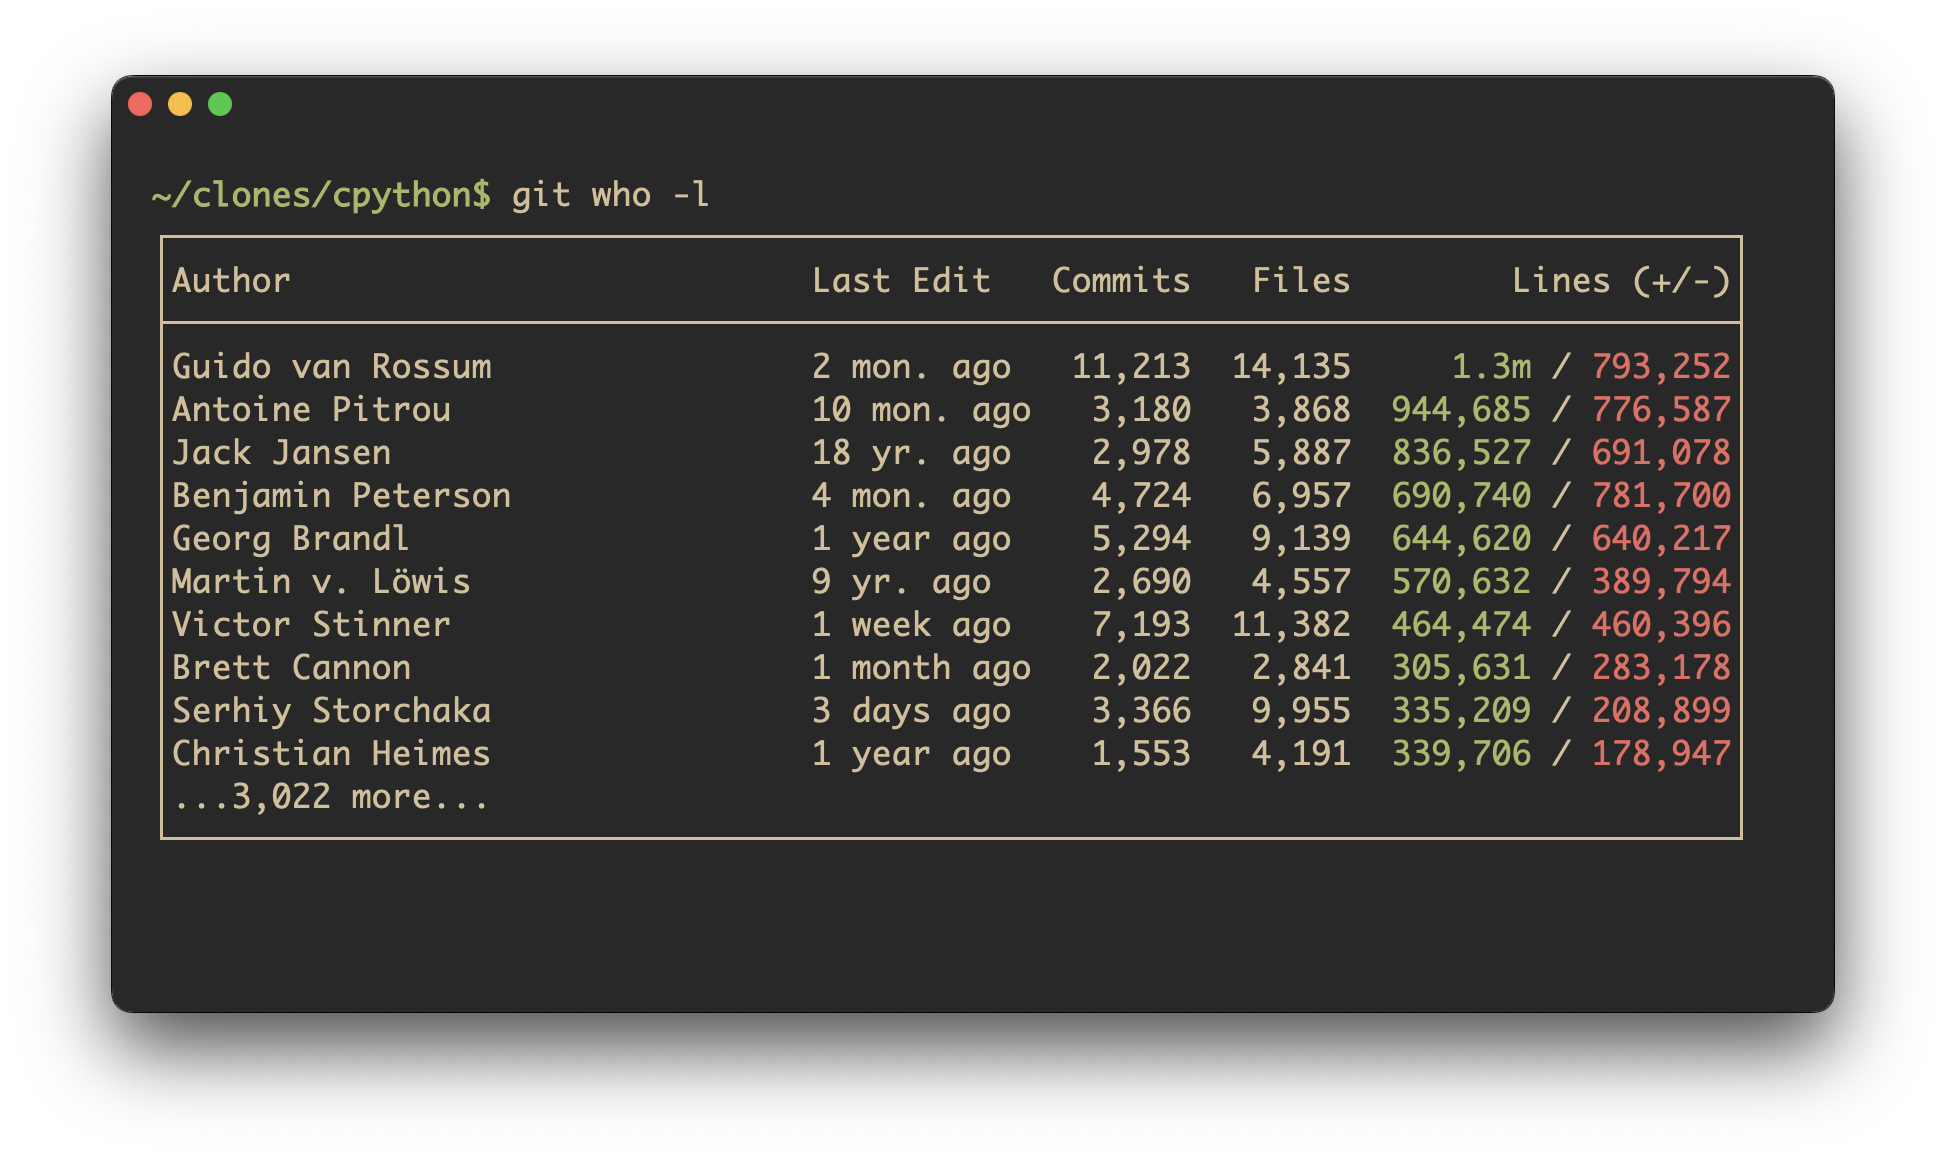 ~/clones/cpython$ git who -l
Author Last Edit Commits Files Lines (+/-)
Guido van Rossum 2 mon. ago 11,213 14,135 1.3m / 793,252
Antoine Pitrou 10 mon. ago 3,180 3,868 944,685 / 776,587
Jack Jansen 18 yr. ago 2,978 5,887 836,527 / 691,078
Benjamin Peterson 4 mon. ago 4,724 6,957 690,740 / 781,700
Georg Brandl 1 year ago 5,294 9,139 644,620 / 640,217
Martin v. Löwis 9 yr. ago 2,690 4,557 570,632 / 389,794
Victor Stinner 1 week ago 7,193 11,382 464,474 / 460,396
Brett Cannon 1 month ago 2,022 2,841 305,631 / 283,178
Serhiy Storchaka 3 days ago 3,366 9,955 335,209 / 208,899
Christian Heimes 1 year ago 1,553 4,191 339,706 / 178,947
...3,022 more...